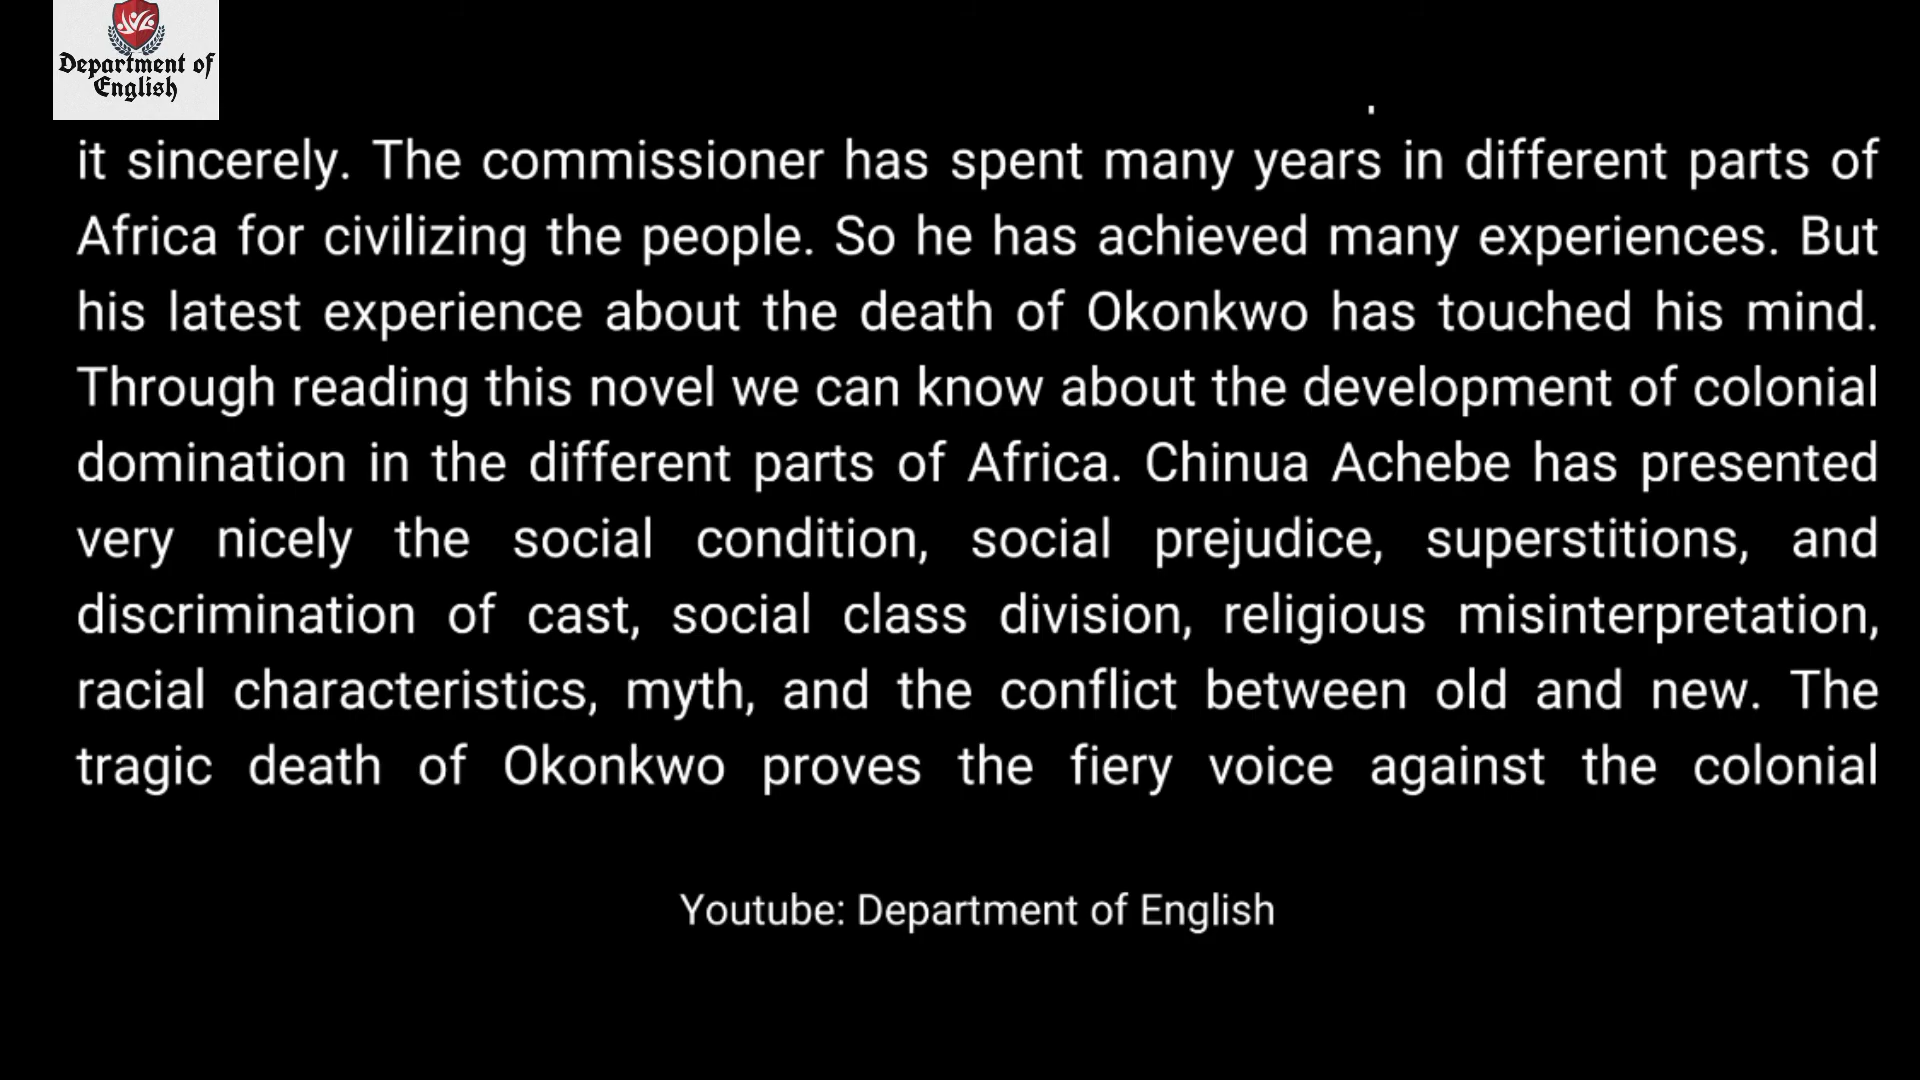 Department of
English
it sincerely. The commissioner has spent many years in different parts of
Africa for civilizing the people. So he has achieved many experiences. But
his latest experience about the death of Okonkwo has touched his mind.
Through reading this novel we can know about the development of colonial
domination in the different parts of Africa. Chinua Achebe has presented
very nicely the social condition, social prejudice, superstitions, and
discrimination of cast, social class division, religious misinterpretation,
racial characteristics, myth, and the conflict between old and new. The
tragic death of Okonkwo proves the fiery voice against the colonial
Youtube: Department of English